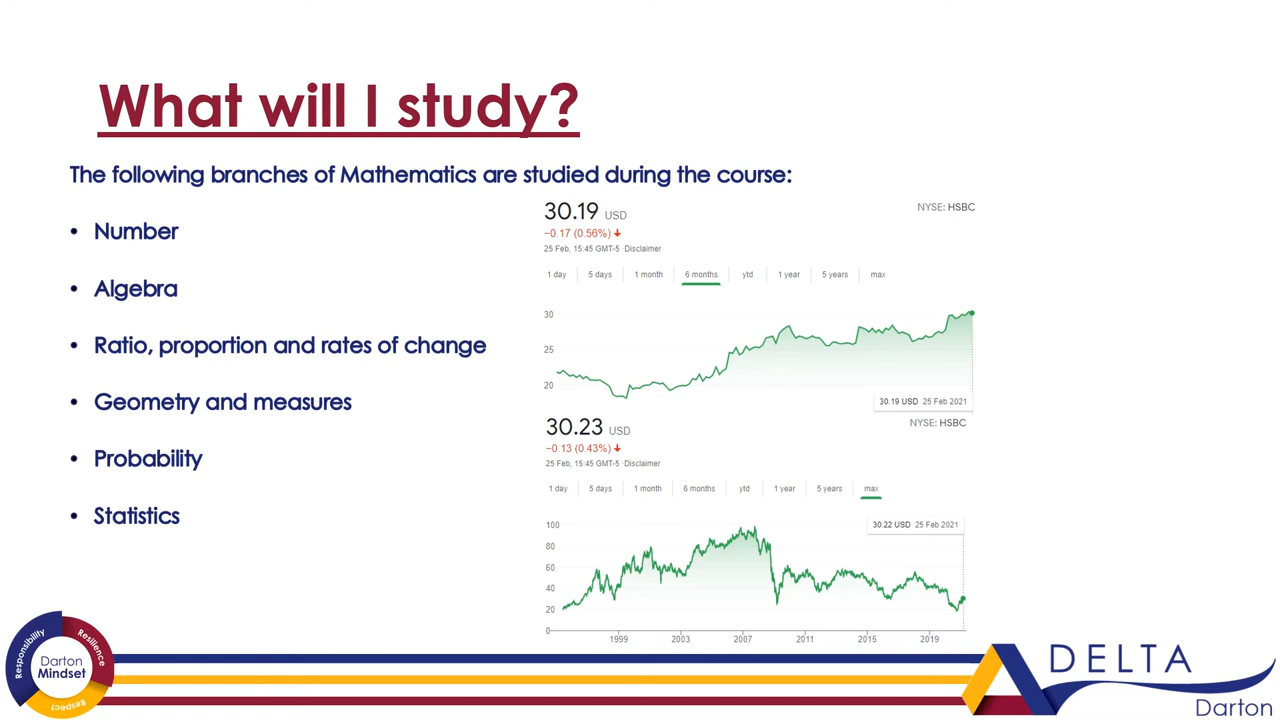 What will I study?
The following branches of Mathematics are studied during the course:
• Number
• Algebra
• Ratio, proportion and rates of change
• Geometry and measures
• Probability
• Statistics
30.19 USD
NYSE: HSBC
−0.17 (0.56%) ↓
25 Feb, 15:45 GMT-5 ·Disclaimer
1 day 5 days 1 month 6 months ytd 1 year 5 years max
30
25
20
30.19 USD 25 Feb 2021
30.23 USD
NYSE: HSBC
−0.13 (0.43%) ↓
25 Feb, 15:45 GMT-5 ·Disclaimer
1 day 5 days 1 month 6 months ytd 1 year 5 years max
30.22 USD 25 Feb 2021
100
80
60
40
20
0
1999 2003 2007 2011 2015 2019
Responsibility
Resilience
Respect
Darton
Mindset
DELTA
Darton